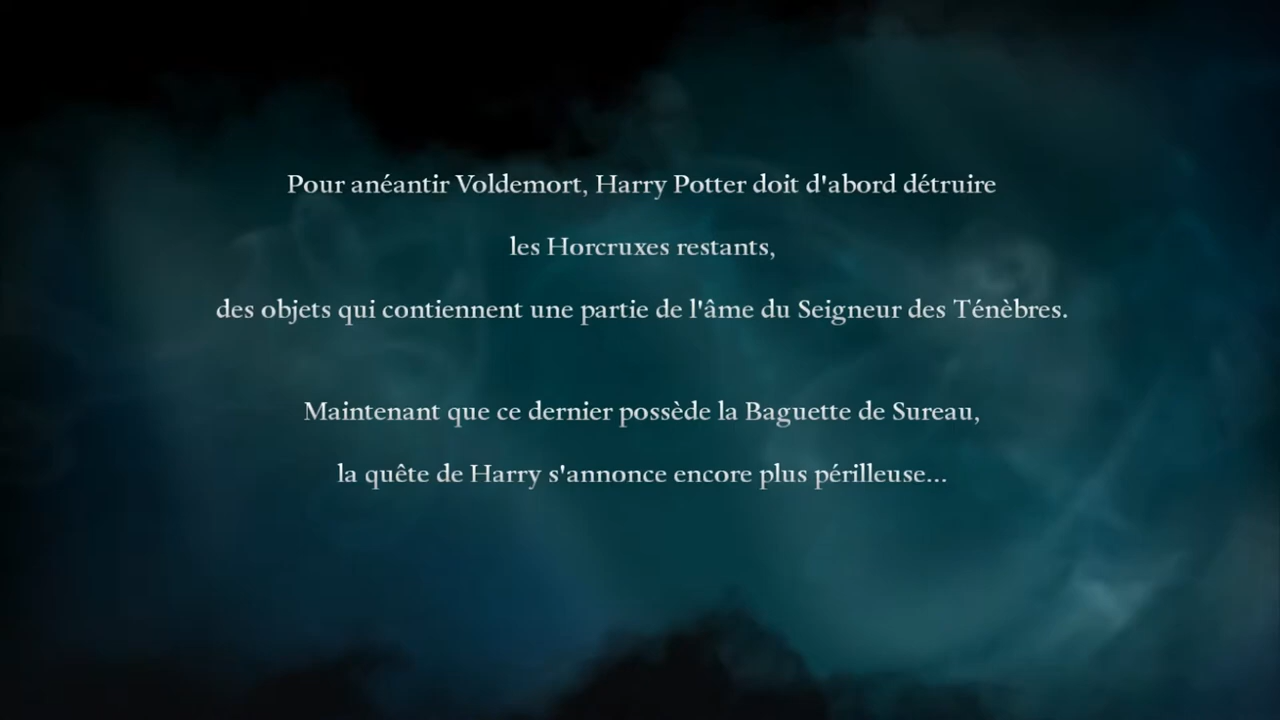 Pour anéantir Voldemort, Harry Potter doit d'abord détruire
les Horcruxes restants,
des objets qui contiennent une partie de l'âme du Seigneur des Ténèbres.
Maintenant que ce dernier possède la Baguette de Sureau,
la quête de Harry s'annonce encore plus périlleuse...